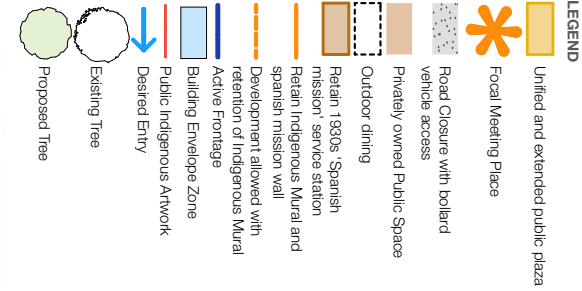 LEGEND
Unified and extended public plaza
Focal Meeting Place
Road Closure with bollard
vehicle access
Privately owned Public Space
Outdoor dining
Retain 1930s 'Spanish
mission' service station
Retain Indigenous Mural and
spanish mission wall
Development allowed with
retention of Indigenous Mural
Active Frontage
Building Envelope Zone
Public Indigenous Artwork
Desired Entry
Existing Tree
Proposed Tree